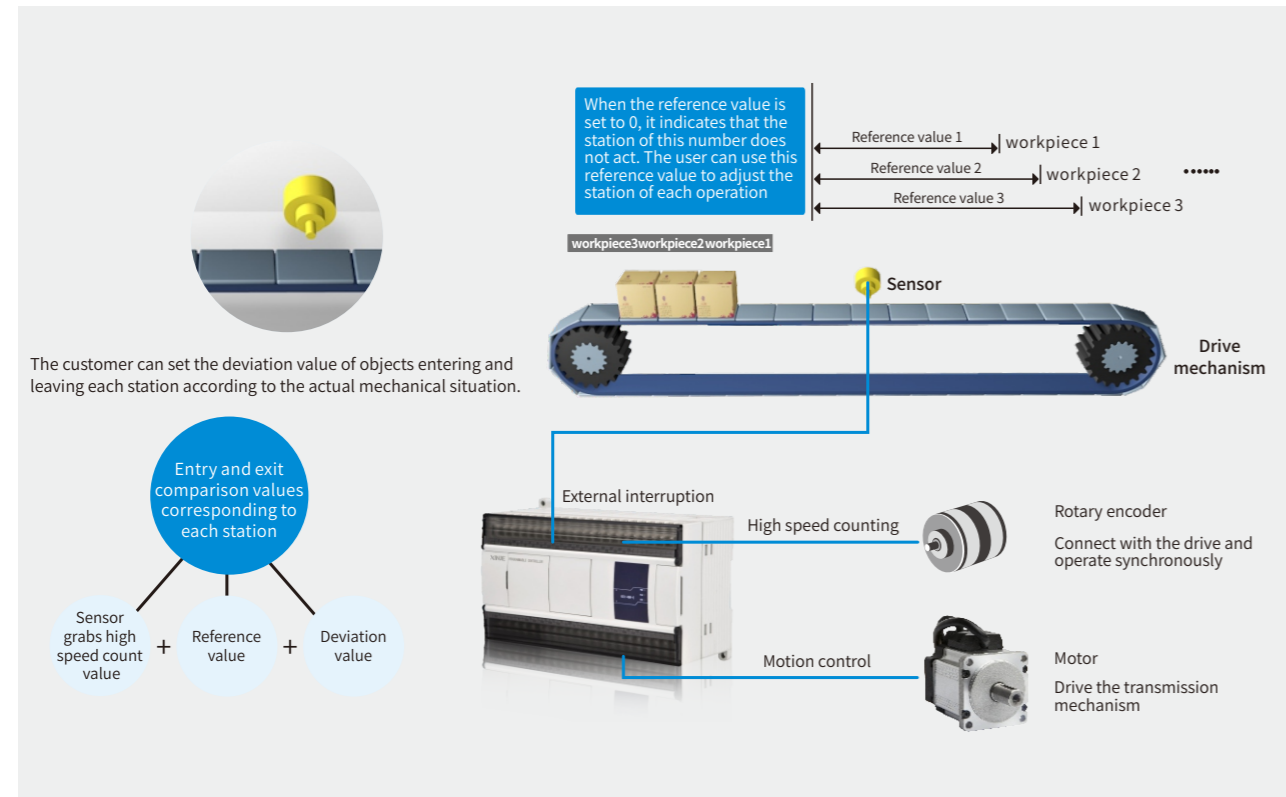 When the reference value is
set to 0, it indicates that the
station of this number does
not act. The user can use this
reference value to adjust the
station of each operation
Reference value 1
workpiece 1
Reference value 2
workpiece 2
......
Reference value 3
workpiece 3
workpiece3workpiece2workpiece1
Sensor
Drive
mechanism
The customer can set the deviation value of objects entering and
leaving each station according to the actual mechanical situation.
Entry and exit
comparison values
corresponding to
each station
Sensor
grabs high
speed count
value
+
Reference
value
+
Deviation
value
External interruption
High speed counting
Rotary encoder
Connect with the drive and
operate synchronously
Motion control
Motor
Drive the transmission
mechanism